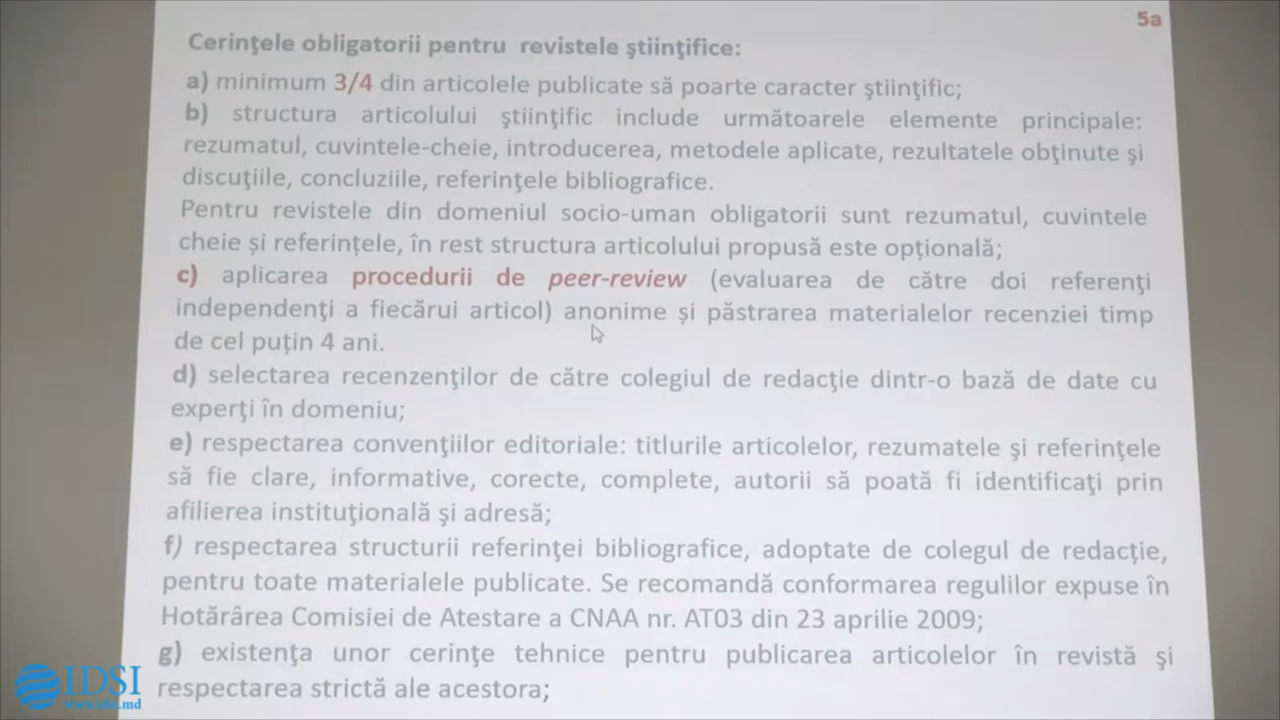 5a
Cerinţele obligatorii pentru revistele ştiinţifice:
a) minimum 3/4 din articolele publicate să poarte caracter ştiinţific;
b) structura articolului ştiinţific include următoarele elemente principale:
rezumatul, cuvintele-cheie, introducerea, metodele aplicate, rezultatele obţinute şi
discuţiile, concluziile, referinţele bibliografice.
Pentru revistele din domeniul socio-uman obligatorii sunt rezumatul, cuvintele
cheie și referințele, în rest structura articolului propusă este opțională;
c) aplicarea procedurii de peer-review (evaluarea de către doi referenţi
independenţi a fiecărui articol) anonime și păstrarea materialelor recenziei timp
de cel puțin 4 ani.
d) selectarea recenzenţilor de către colegiul de redacţie dintr-o bază de date cu
experţi în domeniu;
e) respectarea convenţiilor editoriale: titlurile articolelor, rezumatele şi referinţele
să fie clare, informative, corecte, complete, autorii să poată fi identificaţi prin
afilierea instituţională şi adresă;
f) respectarea structurii referinţei bibliografice, adoptate de colegul de redacție,
pentru toate materialele publicate. Se recomandă conformarea regulilor expuse în
Hotărârea Comisiei de Atestare a CNAA nr. AT03 din 23 aprilie 2009;
g) existenţa unor cerinţe tehnice pentru publicarea articolelor în revistă şi
respectarea strictă ale acestora;
IDSI
www.idsi.md